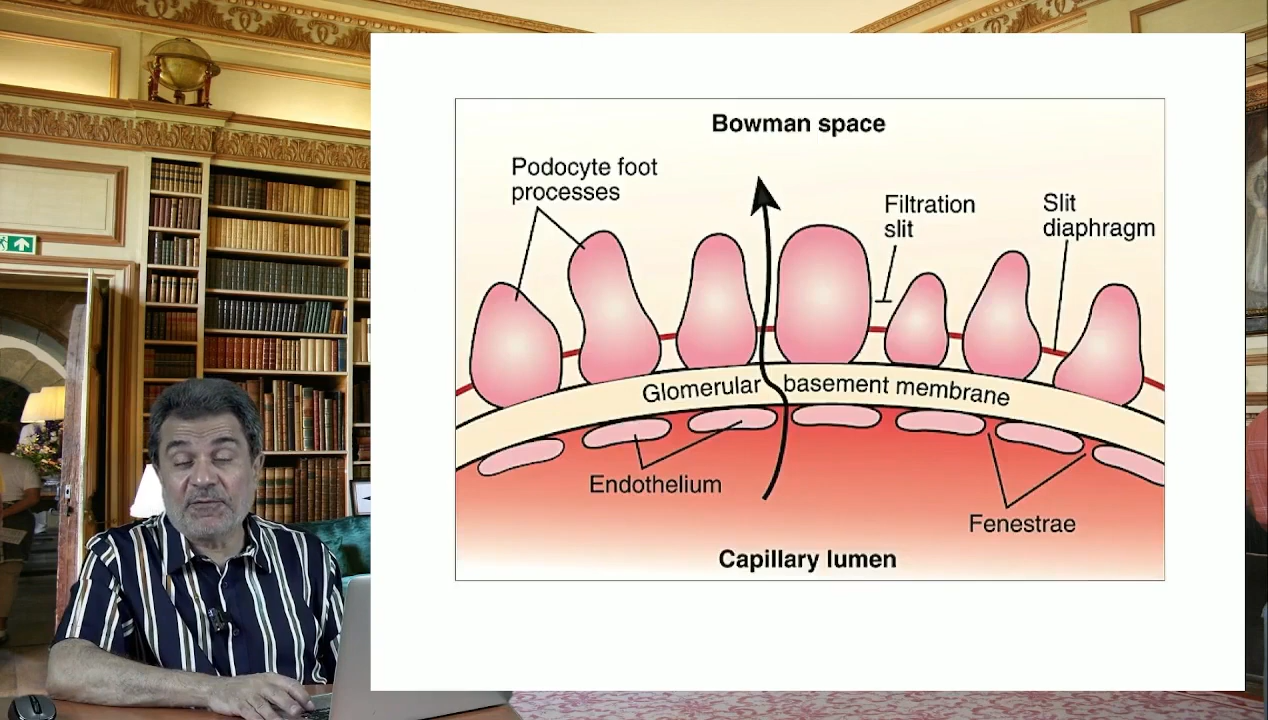 Bowman space
Podocyte foot
processes
Filtration
slit
Slit
diaphragm
Glomerular basement membrane
Endothelium
Fenestrae
Capillary lumen